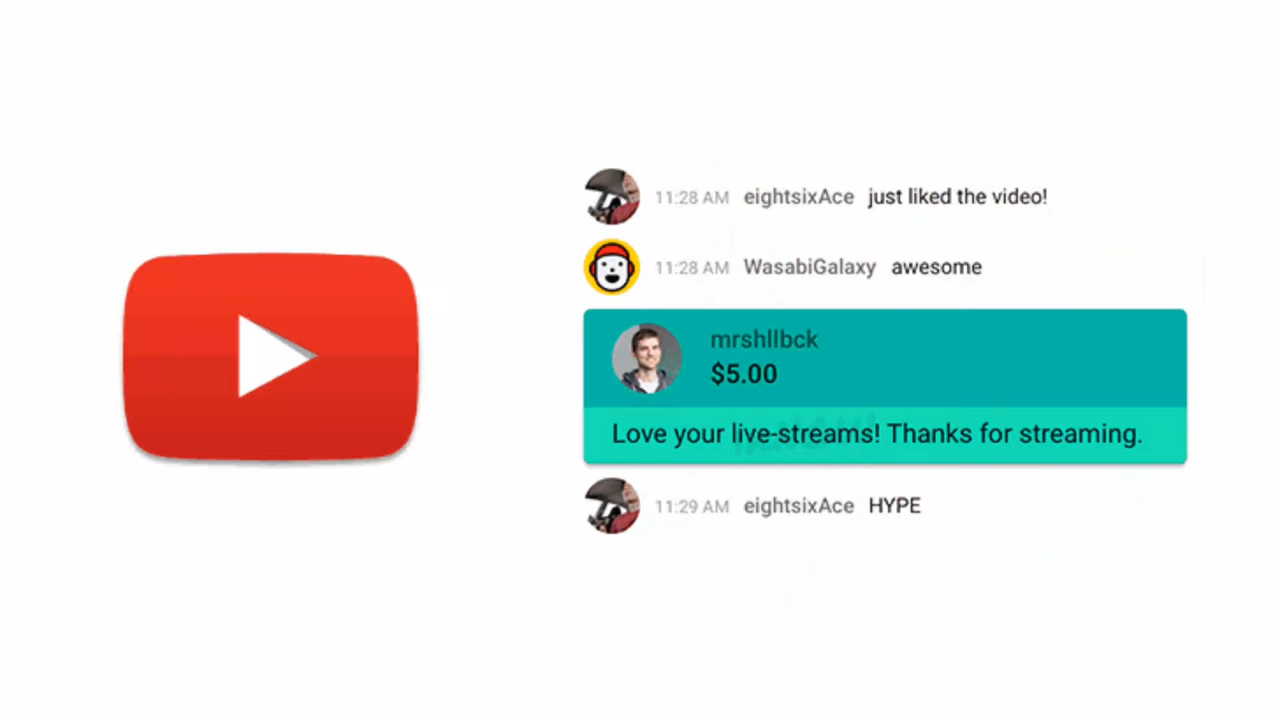 11:28 AM eightsixAce just liked the video!
11:28 AM WasabiGalaxy awesome
mrshllbck
$5.00
Love your live-streams! Thanks for streaming.
11:29 AM eightsixAce HYPE